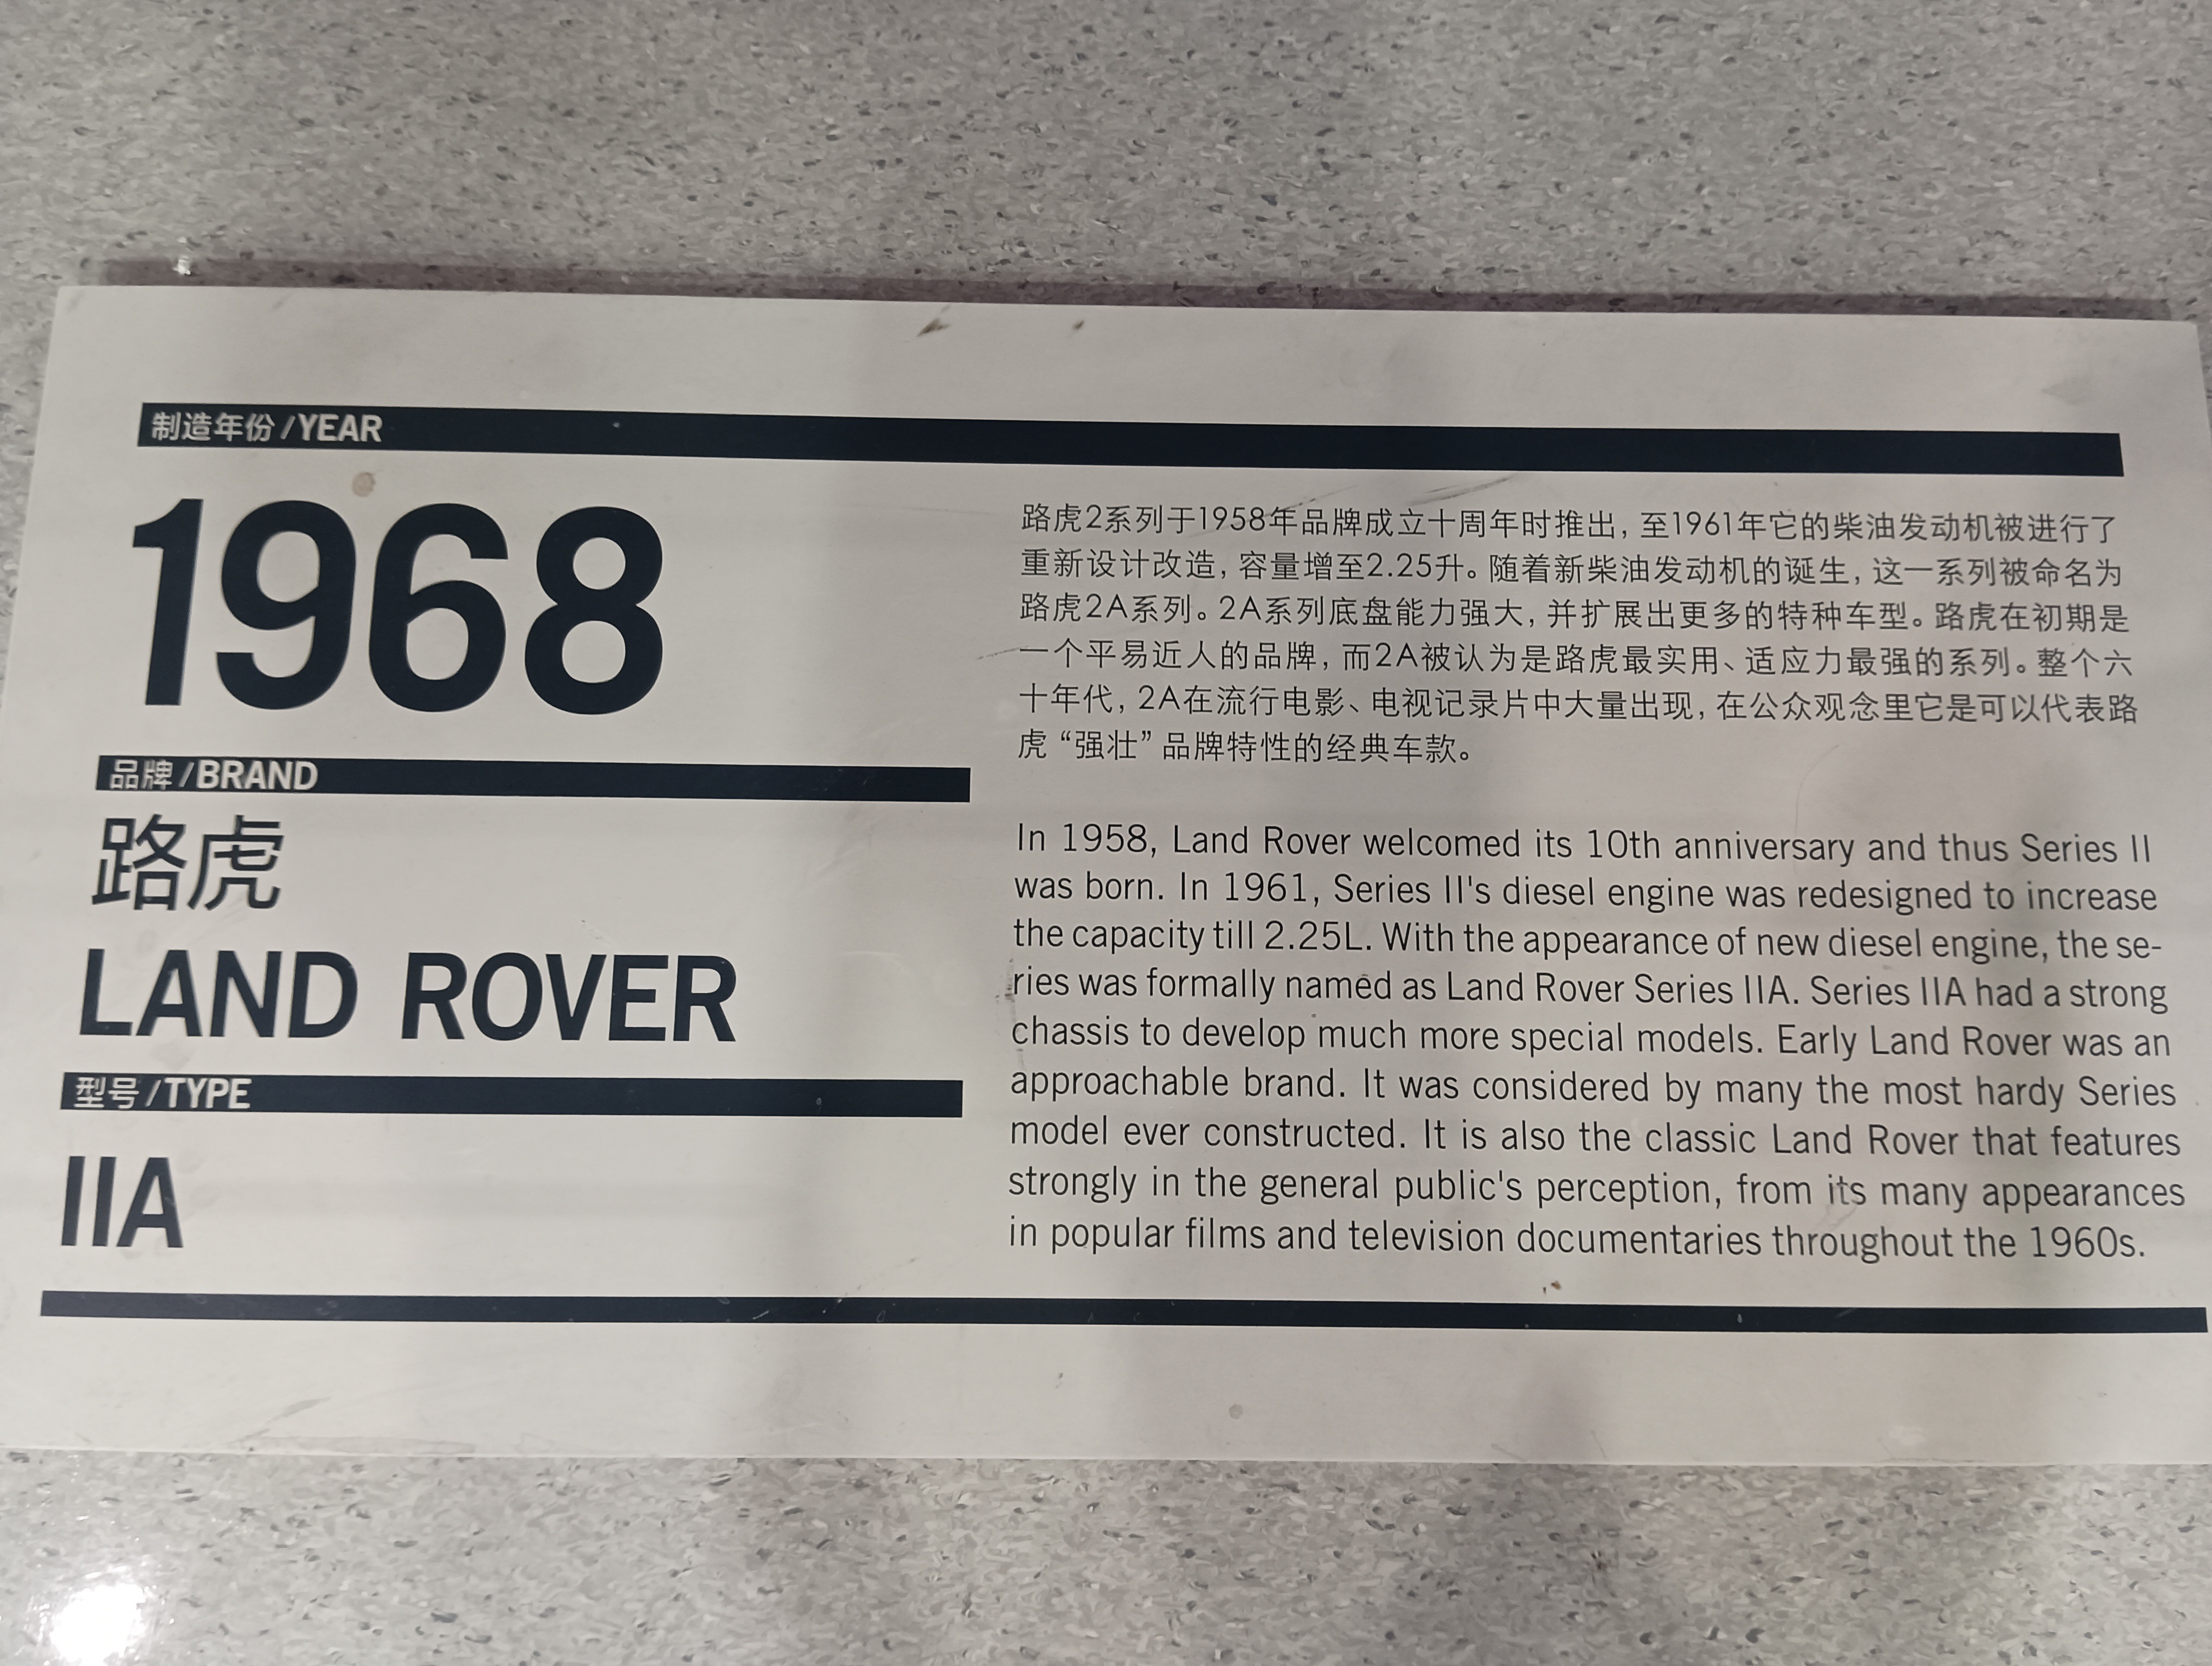 制造年份/YEAR
1968
品牌/BRAND
路虎
LAND ROVER
型号/TYPE
IIA
路虎2系列于1958年品牌成立十周年时推出，至1961年它的柴油发动机被进行了
重新设计改造，容量增至2.25升。随着新柴油发动机的诞生，这一系列被命名为
路虎2A系列。2A系列底盘能力强大，并扩展出更多的特种车型。路虎在初期是
一个平易近人的品牌，而2A被认为是路虎最实用、适应力最强的系列。整个六
十年代，2A在流行电影、电视记录片中大量出现，在公众观念里它是可以代表路
虎“强壮”品牌特性的经典车款。
In 1958, Land Rover welcomed its 10th anniversary and thus Series II
was born. In 1961, Series II's diesel engine was redesigned to increase
the capacity till 2.25L. With the appearance of new diesel engine, the se-
ries was formally named as Land Rover Series IIA. Series IIA had a strong
chassis to develop much more special models. Early Land Rover was an
approachable brand. It was considered by many the most hardy Series
model ever constructed. It is also the classic Land Rover that features
strongly in the general public's perception, from its many appearances
in popular films and television documentaries throughout the 1960s.